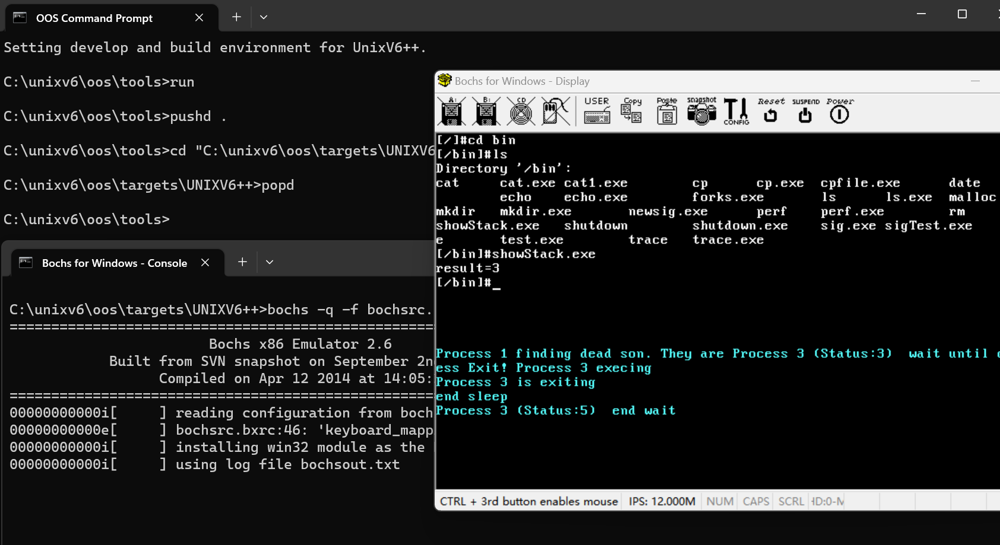 OOS Command Prompt
Setting develop and build environment for UnixV6++.
C:\unixv6\oos\tools>run
C:\unixv6\oos\tools>pushd .
C:\unixv6\oos\tools>cd "C:\unixv6\oos\targets\UNIXV6
C:\unixv6\oos\targets\UNIXV6++>popd
C:\unixv6\oos\tools>
Bochs for Windows - Console
C:\unixv6\oos\targets\UNIXV6++>bochs -q -f bochsrc.
====================================================
Bochs x86 Emulator 2.6
Built from SVN snapshot on September 2n
Compiled on Apr 12 2014 at 14:05:
====================================================
00000000000i[     ] reading configuration from boch
00000000000e[     ] bochsrc.bxrc:46: 'keyboard_mapp
00000000000i[     ] installing win32 module as the
00000000000i[     ] using log file bochsout.txt
Bochs for Windows - Display
A: B: CD USER Copy Paste snapshot CONFIG Reset SUSPEND Power
[/]#cd bin
[/bin]#ls
Directory '/bin':
cat     cat.exe cat1.exe        cp      cp.exe  cpfile.exe      date
        echo    echo.exe        forks.exe       ls      ls.exe  malloc
mkdir   mkdir.exe       newsig.exe      perf    perf.exe        rm
showStack.exe   shutdown        shutdown.exe    sig.exe sigTest.exe
e       test.exe        trace   trace.exe
[/bin]#showStack.exe
result=3
[/bin]#_
Process 1 finding dead son. They are Process 3 (Status:3)  wait until
ess Exit! Process 3 execing
Process 3 is exiting
end sleep
Process 3 (Status:5)  end wait
CTRL + 3rd button enables mouse IPS: 12.000M NUM CAPS SCRL HD:0-M